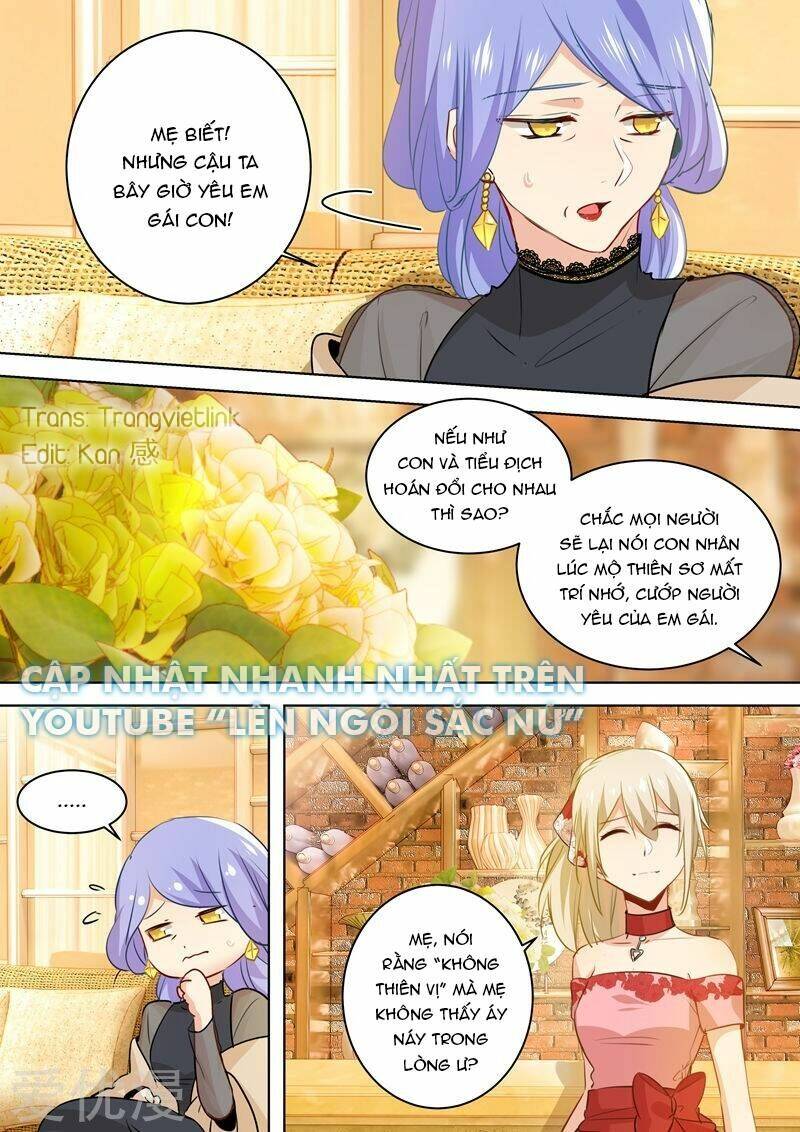 MẸ BIẾT!
NHƯNG CẬU TA
BÂY GIỜ YÊU EM
GÁI CON!
Trans: Trangvietlink
Edit: Kan 感
NẾU NHƯ
CON VÀ TIỂU ĐỊCH
HOÁN ĐỔI CHO NHAU
THÌ SAO?
CHẮC MỌI NGƯỜI
SẼ LẠI NÓI CON NHÂN
LÚC MỘ THIÊN SƠ MẤT
TRÍ NHỚ, CƯỚP NGƯỜI
YÊU CỦA EM GÁI.
CẬP NHẬT NHANH NHẤT TRÊN
YOUTUBE “LÊN NGÔI SẮC NỮ”
.....
MẸ, NÓI
RẰNG “KHÔNG
THIÊN VỊ” MÀ MẸ
KHÔNG THẤY ÁY
NÁY TRONG
LÒNG Ư?
爱优漫